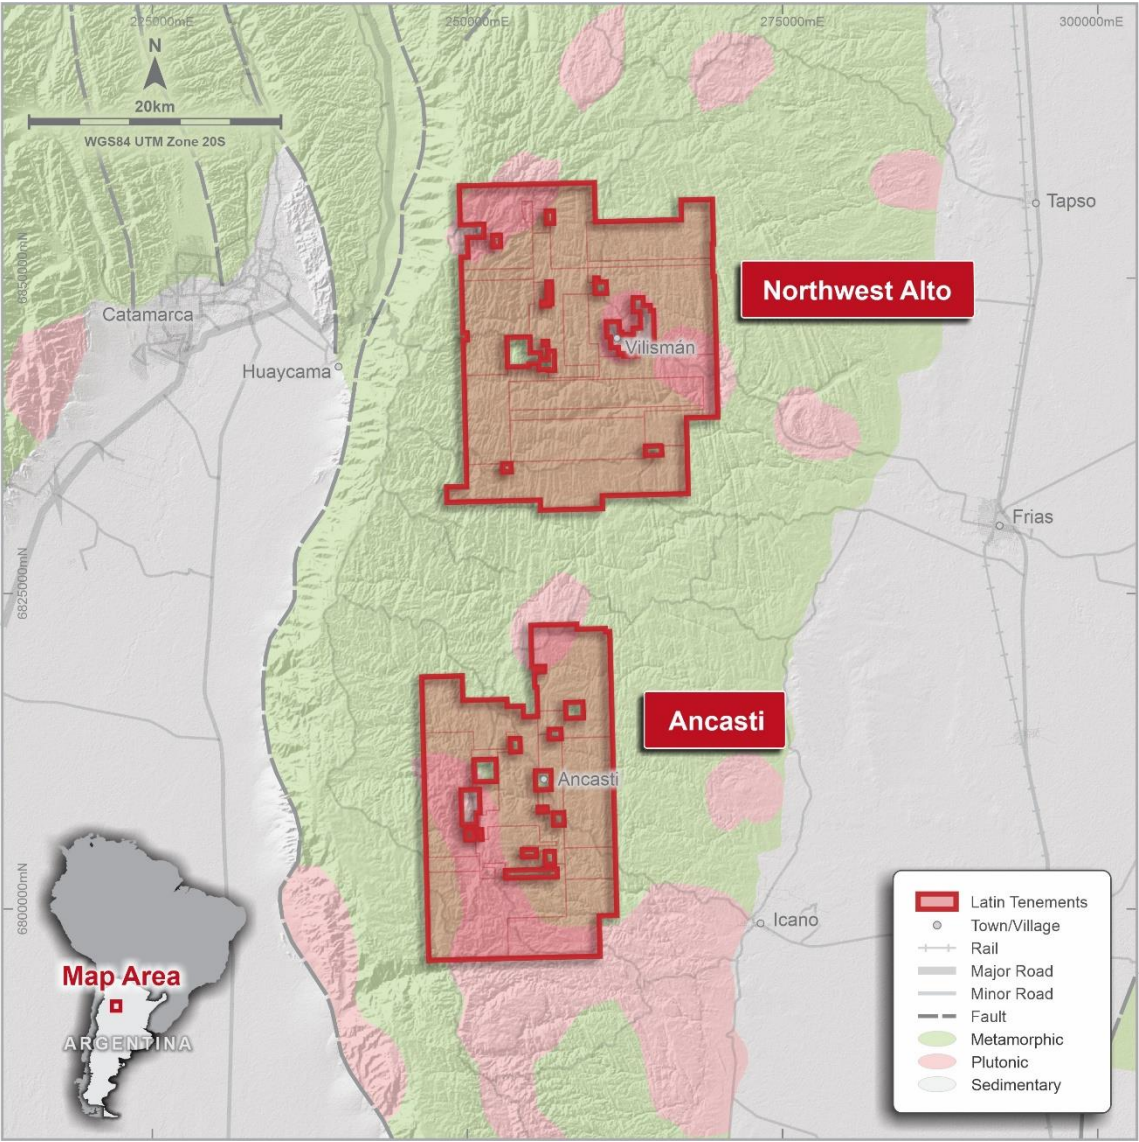 225000mE
250000mE
275000mE
300000mE
N
20km
WGS84 UTM Zone 20S
Tapso
6850000mN
Northwest Alto
Catamarca
Vilismán
Huaycama
Frias
6825000mN
Ancasti
Ancasti
6800000mN
Icano
Map Area
ARGENTINA
Latin Tenements
Town/Village
Rail
Major Road
Minor Road
Fault
Metamorphic
Plutonic
Sedimentary